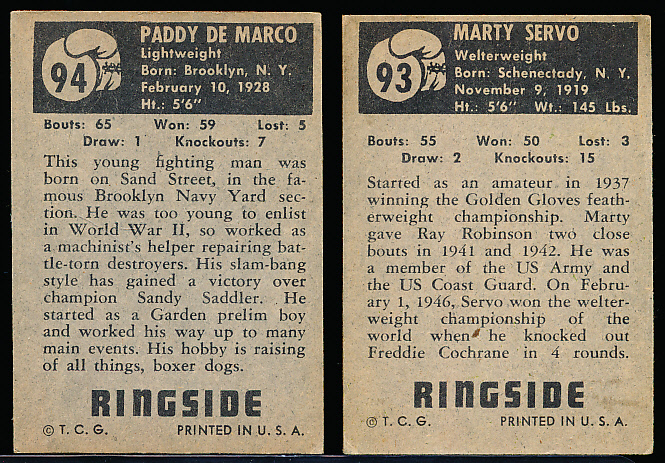 94
PADDY DE MARCO
Lightweight
Born: Brooklyn, N. Y.
February 10, 1928
Ht.: 5'6"
Bouts: 65 Won: 59 Lost: 5
Draw: 1 Knockouts: 7
This young fighting man was
born on Sand Street, in the fa-
mous Brooklyn Navy Yard sec-
tion. He was too young to enlist
in World War II, so worked as
a machinist's helper repairing bat-
tle-torn destroyers. His slam-bang
style has gained a victory over
champion Sandy Saddler. He
started as a Garden prelim boy
and worked his way up to many
main events. His hobby is raising
of all things, boxer dogs.
RINGSIDE
© T. C. G. PRINTED IN U. S. A.
93
MARTY SERVO
Welterweight
Born: Schenectady, N. Y.
November 9, 1919
Ht.: 5'6" Wt.: 145 Lbs.
Bouts: 55 Won: 50 Lost: 3
Draw: 2 Knockouts: 15
Started as an amateur in 1937
winning the Golden Gloves feath-
erweight championship. Marty
gave Ray Robinson two close
bouts in 1941 and 1942. He was
a member of the US Army and
the US Coast Guard. On Febru-
ary 1, 1946, Servo won the welter-
weight championship of the
world when he knocked out
Freddie Cochrane in 4 rounds.
RINGSIDE
© T. C. G. PRINTED IN U. S. A.